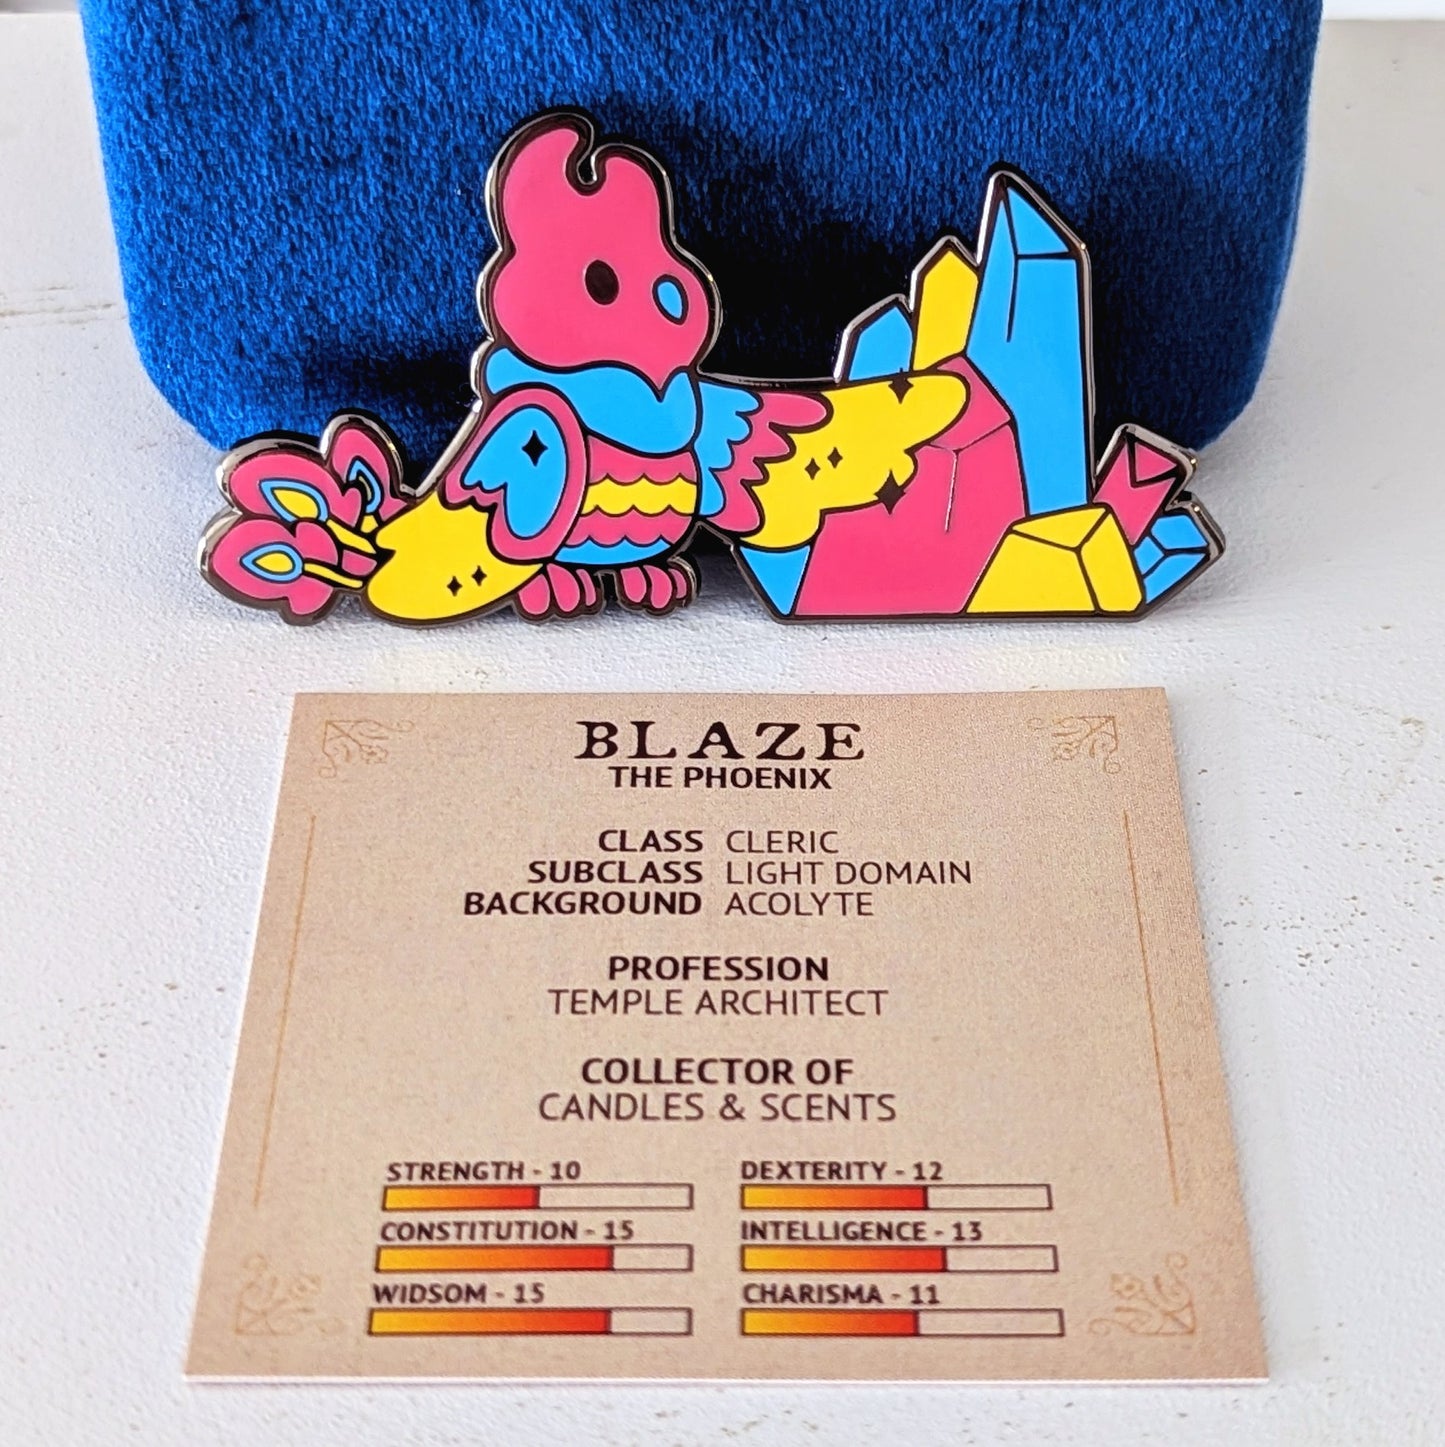 BLAZE
THE PHOENIX
CLASS CLERIC
SUBCLASS LIGHT DOMAIN
BACKGROUND ACOLYTE
PROFESSION
TEMPLE ARCHITECT
COLLECTOR OF
CANDLES & SCENTS
STRENGTH - 10 DEXTERITY - 12
CONSTITUTION - 15 INTELLIGENCE - 13
WIDSOM - 15 CHARISMA - 11